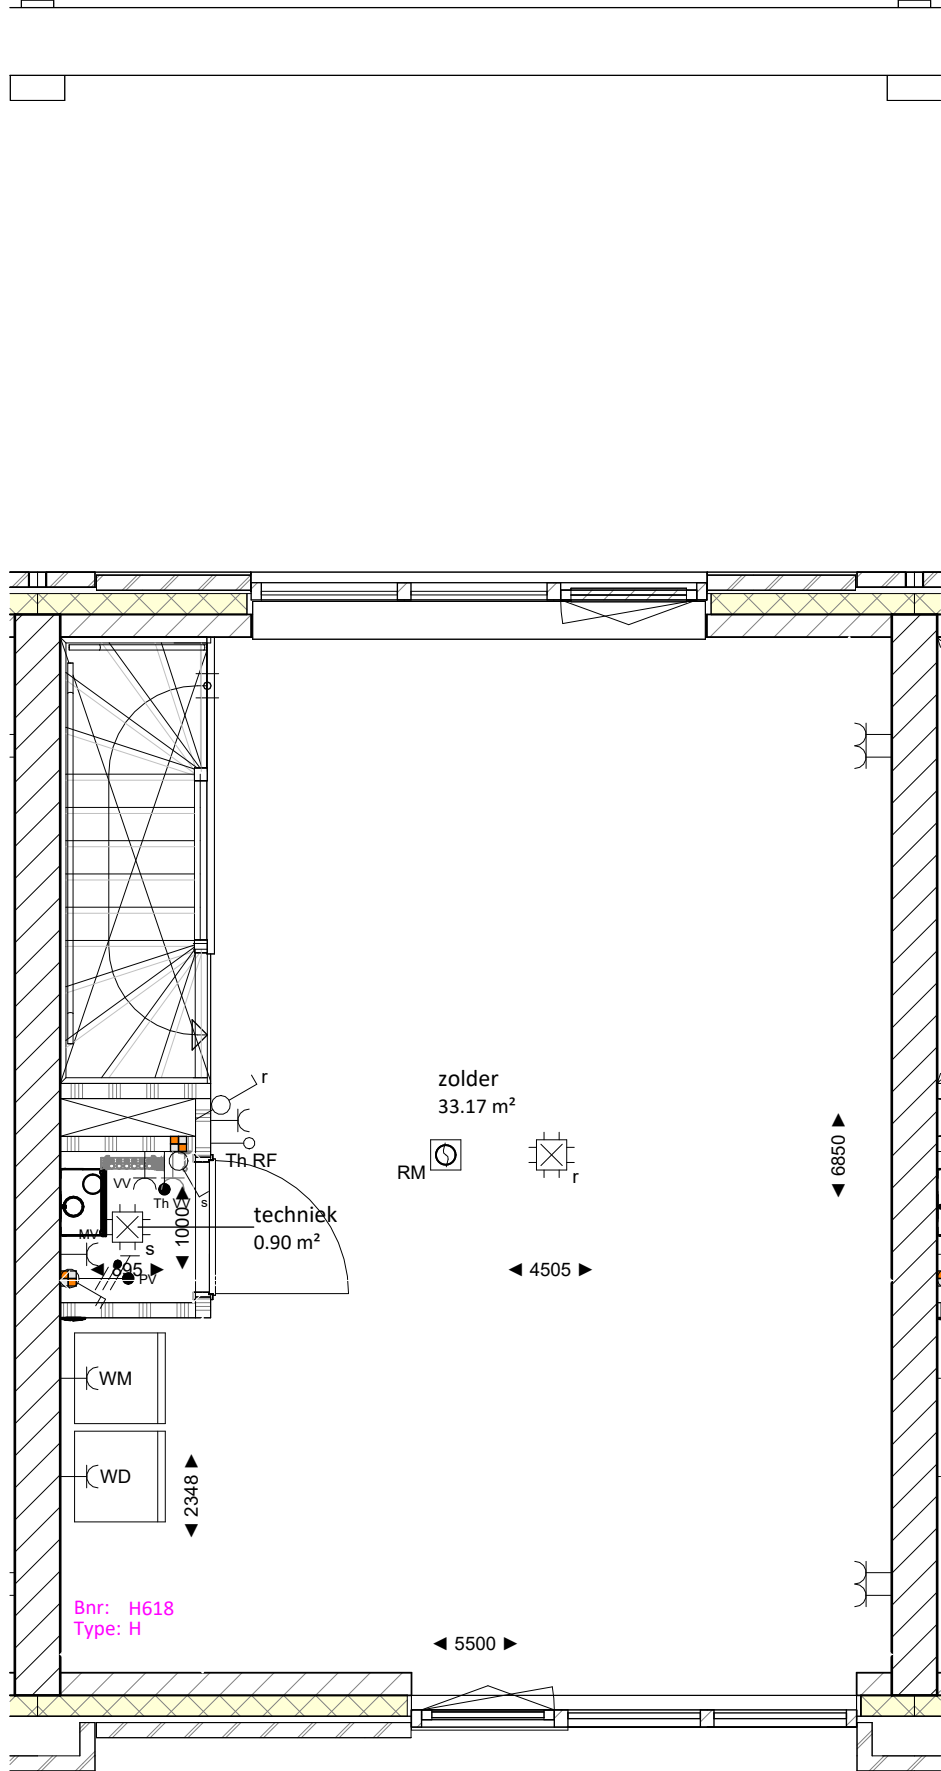 r
zolder
33.17 m²
RM
r
6850
Th RF
VV
Th VV
s
1000
techniek
0.90 m²
MV
s
895
PV
4505
WM
WD
2348
Bnr: H618
Type: H
5500